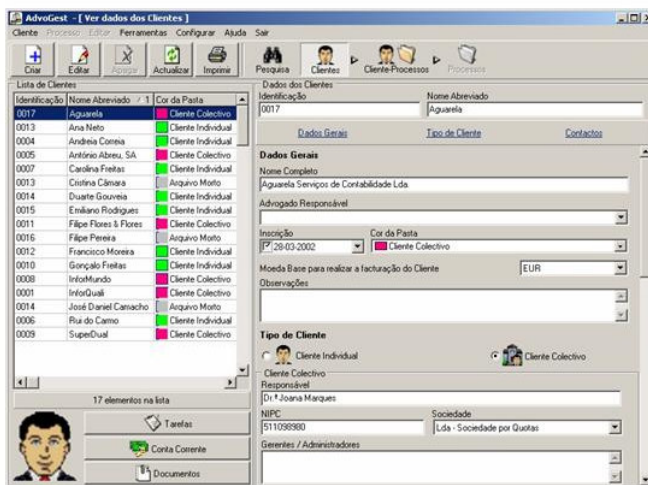 AdvoGest - [ Ver dados dos Clientes ]
Cliente Processo Editar Ferramentas Configurar Ajuda Sair
Criar Editar Apagar Actualizar Imprimir Pesquisa Clientes Cliente-Processos Processos
Lista de Clientes
Identificação Nome Abreviado / 1 Cor da Pasta
0017 Aguarela Cliente Colectivo
0013 Ana Neto Cliente Individual
0004 Andreia Correia Cliente Individual
0005 António Abreu, SA Cliente Colectivo
0007 Carolina Freitas Cliente Individual
0013 Cristina Câmara Arquivo Morto
0014 Duarte Gouveia Cliente Individual
0015 Emiliano Rodrigues Cliente Individual
0011 Filipe Flores & Flores Cliente Colectivo
0016 Filipe Pereira Arquivo Morto
0012 Francisco Moreira Cliente Individual
0010 Gonçalo Freitas Cliente Individual
0008 InforMundo Cliente Colectivo
0001 InforQuali Cliente Colectivo
0014 José Daniel Camacho Arquivo Morto
0006 Rui do Carmo Cliente Individual
0009 SuperDual Cliente Colectivo
17 elementos na lista
Tarefas
Conta Corrente
Documentos
Dados dos Clientes
Identificação Nome Abreviado
0017 Aguarela
Dados Gerais Tipo de Cliente Contactos
Dados Gerais
Nome Completo
Aguarela Serviços de Contabilidade Lda.
Advogado Responsável
Inscrição Cor da Pasta
28-03-2002 Cliente Colectivo
Moeda Base para realizar a facturação do Cliente EUR
Observações
Tipo de Cliente
Cliente Individual Cliente Colectivo
Cliente Colectivo
Responsável
Dr.ª Joana Marques
NIPC Sociedade
511098980 Lda - Sociedade por Quotas
Gerentes / Administradores